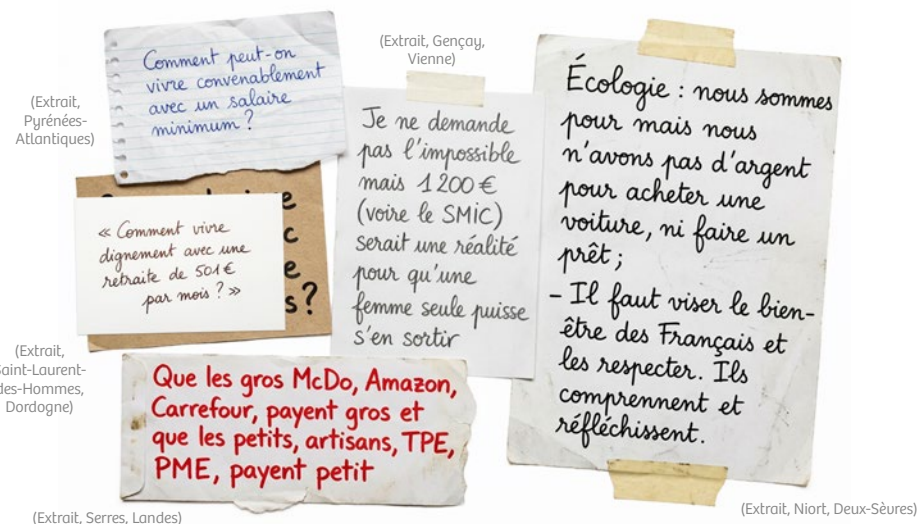 (Extrait,
Pyrénées-
Atlantiques)
Comment peut-on
vivre convenablement
avec un salaire
minimum ?
(Extrait, Gençay,
Vienne)
Je ne demande
pas l'impossible
mais 1 200 €
(voire le SMIC)
serait une réalité
pour qu'une
femme seule puisse
s'en sortir
Écologie : nous sommes
pour mais nous
n'avons pas d'argent
pour acheter une
voiture, ni faire un
prêt ;
- Il faut viser le bien-
être des Français et
les respecter. Ils
comprennent et
réfléchissent.
(Extrait, Niort, Deux-Sèvres)
« Comment vivre
dignement avec une
retraite de 501 €
par mois ? »
s?
(Extrait,
Saint-Laurent-
des-Hommes,
Dordogne)
Que les gros McDo, Amazon,
Carrefour, payent gros et
que les petits, artisans, TPE,
PME, payent petit
(Extrait, Serres, Landes)